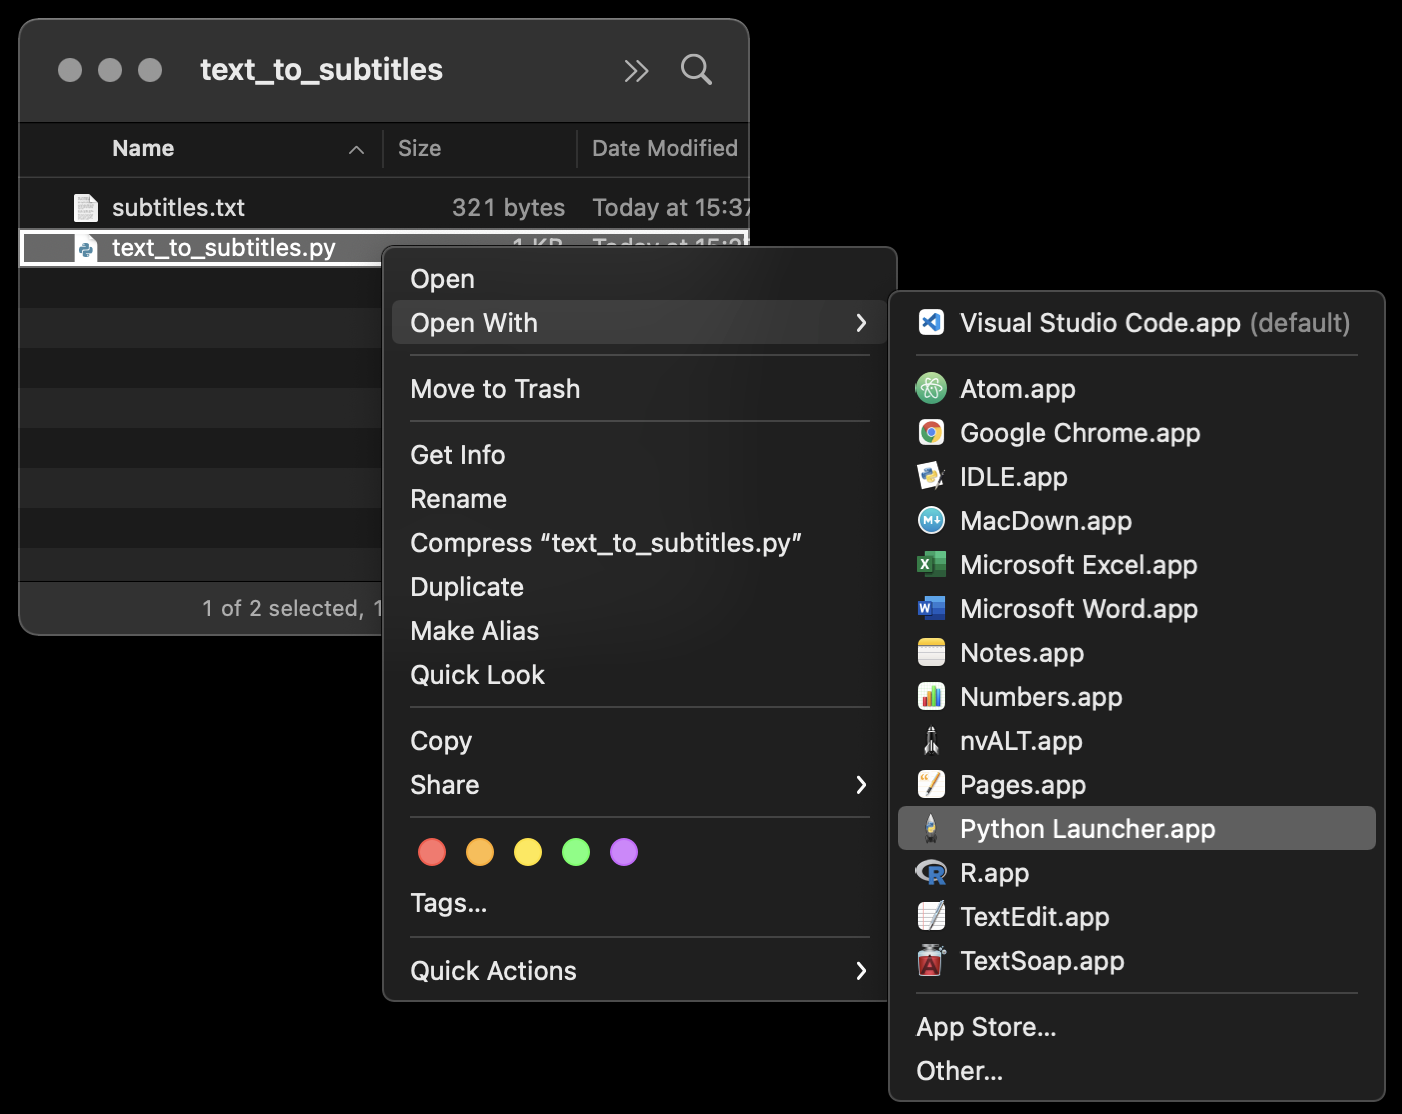 text_to_subtitles
Name Size Date Modified
subtitles.txt 321 bytes Today at 15:37
text_to_subtitles.py 1 KB Today at
1 of 2 selected,
Open
Open With
Move to Trash
Get Info
Rename
Compress “text_to_subtitles.py”
Duplicate
Make Alias
Quick Look
Copy
Share
Tags...
Quick Actions
Visual Studio Code.app (default)
Atom.app
Google Chrome.app
IDLE.app
MacDown.app
Microsoft Excel.app
Microsoft Word.app
Notes.app
Numbers.app
nvALT.app
Pages.app
Python Launcher.app
R.app
TextEdit.app
TextSoap.app
App Store...
Other...